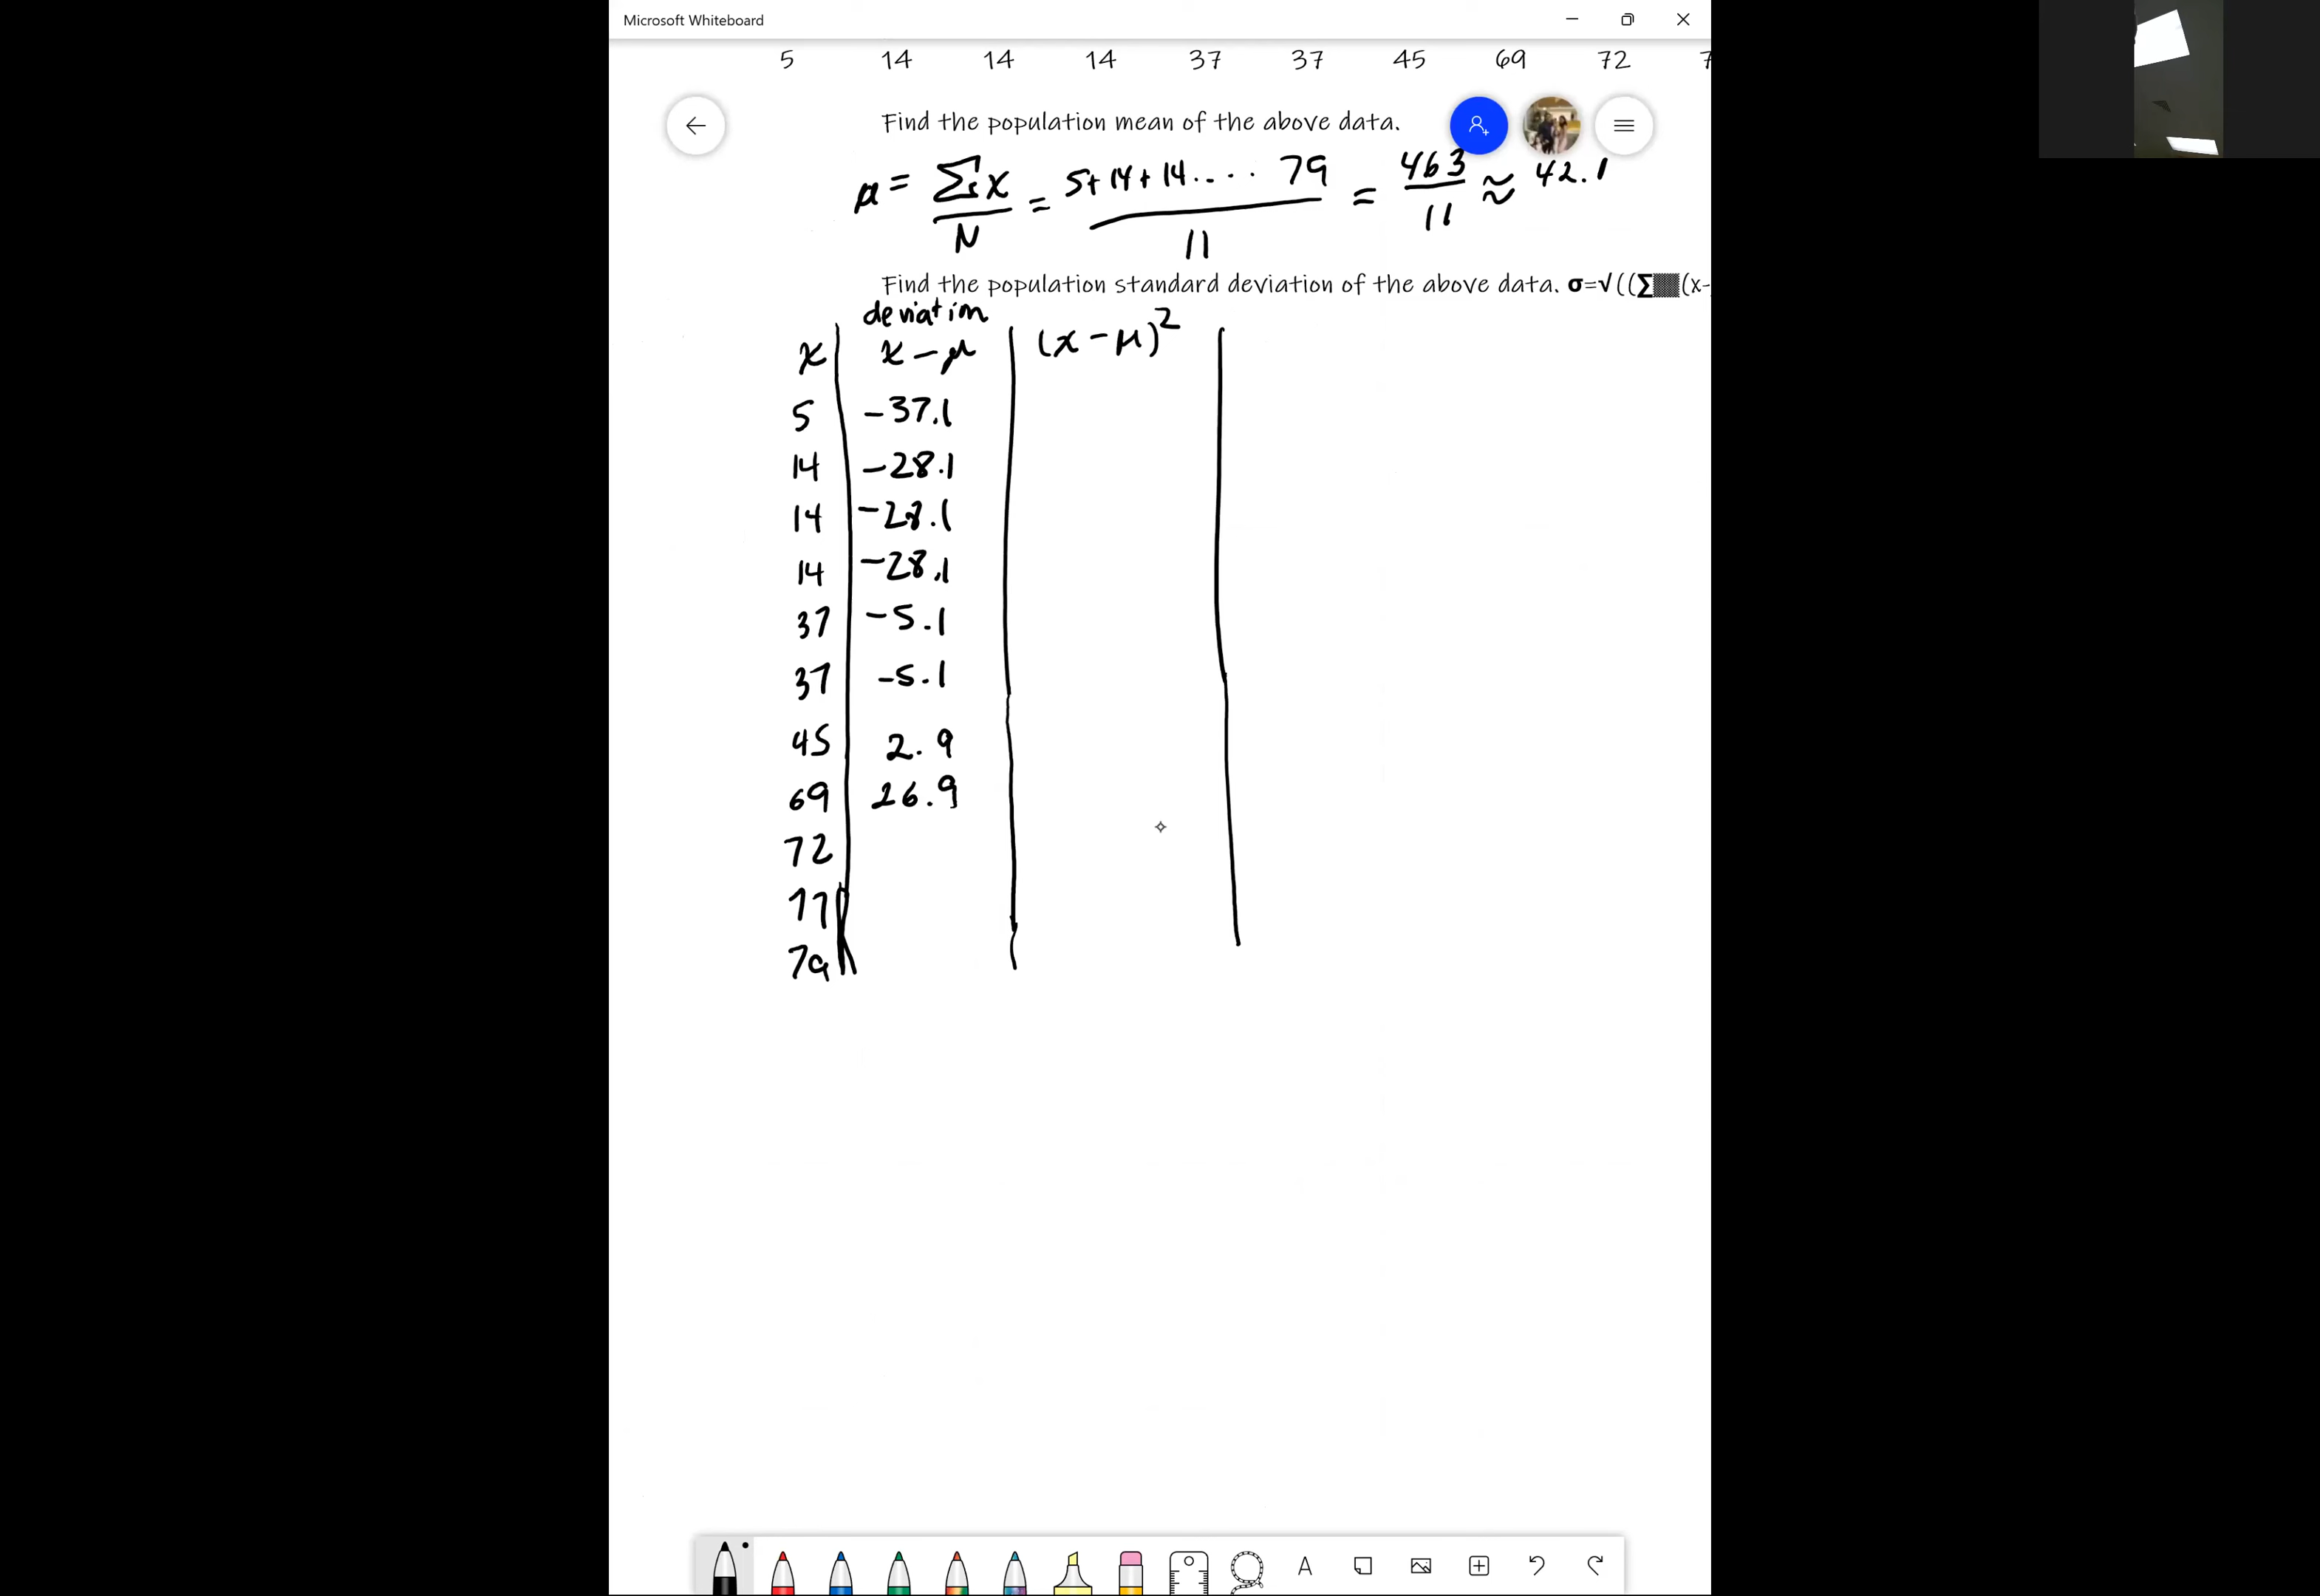 Microsoft Whiteboard
5 14 14 14 37 37 45 69 72 7
Find the population mean of the above data.
μ = ∑x/N = 5+14+14.... 79/11 = 463/11 ≈ 42.1
Find the population standard deviation of the above data. σ=√((∑▒▒(x-
deviation
x | x-μ | (x-μ)²
5 | -37.1
14 | -28.1
14 | -28.1
14 | -28.1
37 | -5.1
37 | -5.1
45 | 2.9
69 | 26.9
72
77
79
A